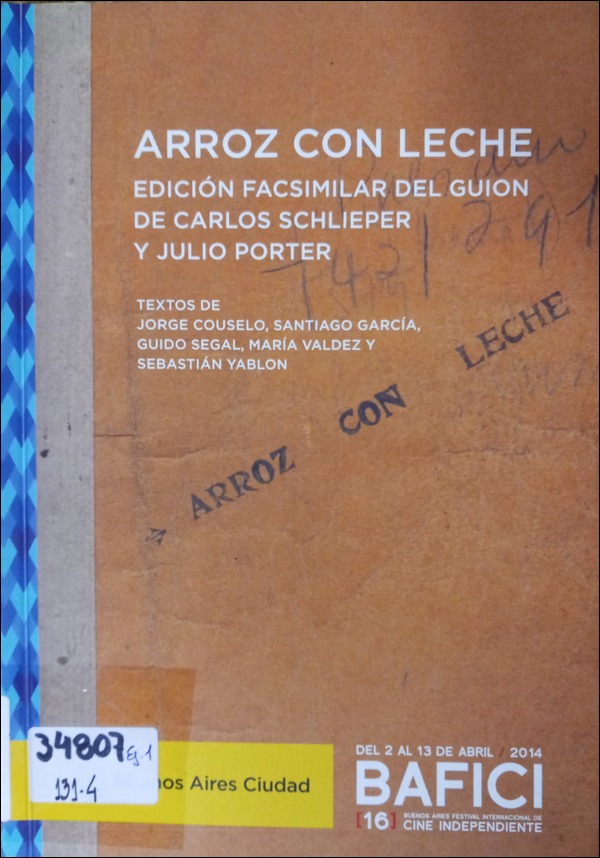 ARROZ CON LECHE
EDICIÓN FACSIMILAR DEL GUION
DE CARLOS SCHLIEPER
Y JULIO PORTER
TEXTOS DE
JORGE COUSELO, SANTIAGO GARCÍA,
GUIDO SEGAL, MARÍA VALDEZ Y
SEBASTIÁN YABLON
ARROZ CON LECHE
34807 Ej-1
131-4
nos Aires Ciudad
DEL 2 AL 13 DE ABRIL / 2014
BAFICI
[16] BUENOS AIRES FESTIVAL INTERNACIONAL DE
CINE INDEPENDIENTE